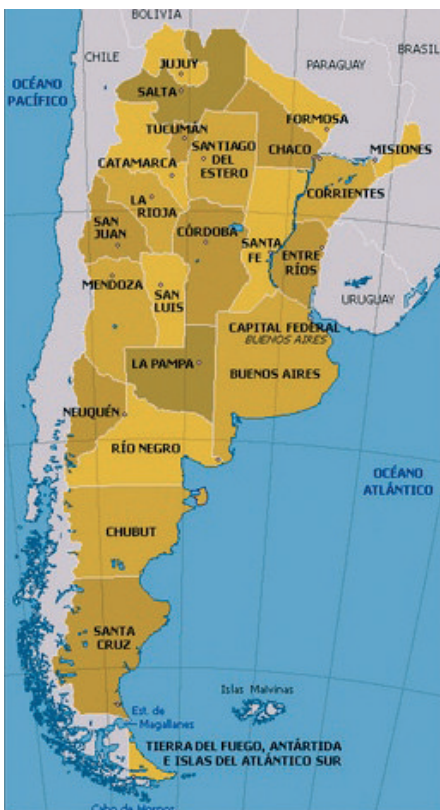 BOLIVIA
CHILE
PARAGUAY
BRASIL
OCÉANO
PACÍFICO
JUJUY
SALTA
FORMOSA
TUCUMÁN
CHACO
SANTIAGO
DEL
ESTERO
MISIONES
CATAMARCA
CORRIENTES
LA
RIOJA
SAN
JUAN
CÓRDOBA
SANTA
FE
ENTRE
RÍOS
MENDOZA
SAN
LUIS
URUGUAY
CAPITAL FEDERAL
BUENOS AIRES
LA PAMPA
BUENOS AIRES
NEUQUÉN
RÍO NEGRO
OCÉANO
ATLÁNTICO
CHUBUT
SANTA
CRUZ
Islas Malvinas
Est. de
Magallanes
TIERRA DEL FUEGO, ANTÁRTIDA
E ISLAS DEL ATLÁNTICO SUR
Cabo de Hornos